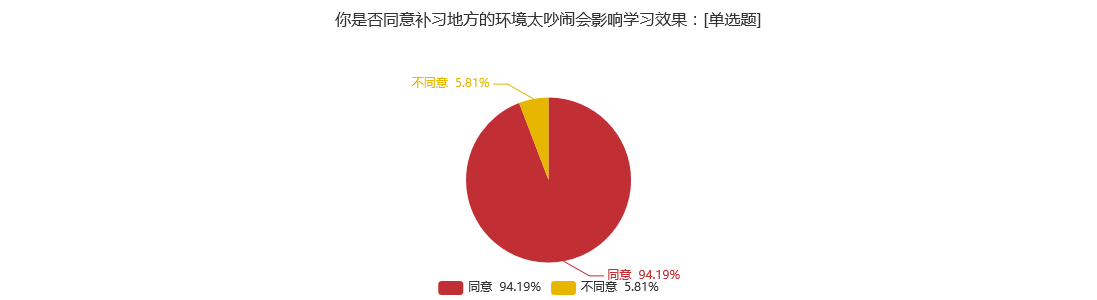 你是否同意补习地方的环境太吵闹会影响学习效果：[单选题]
不同意 5.81%
同意 94.19%
同意 94.19% 不同意 5.81%